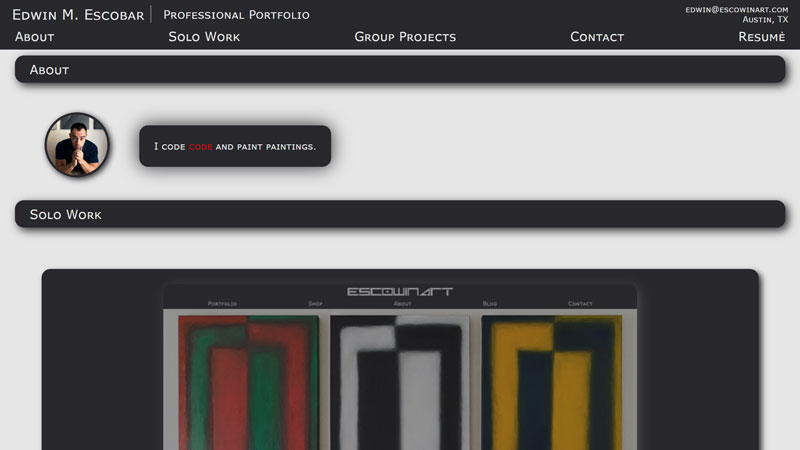 Edwin M. Escobar
Professional Portfolio
edwin@escowinart.com
Austin, TX
About
Solo Work
Group Projects
Contact
Resumé
About
I code code and paint paintings.
Solo Work
ESCOWINART
Portfolio
Shop
About
Blog
Contact